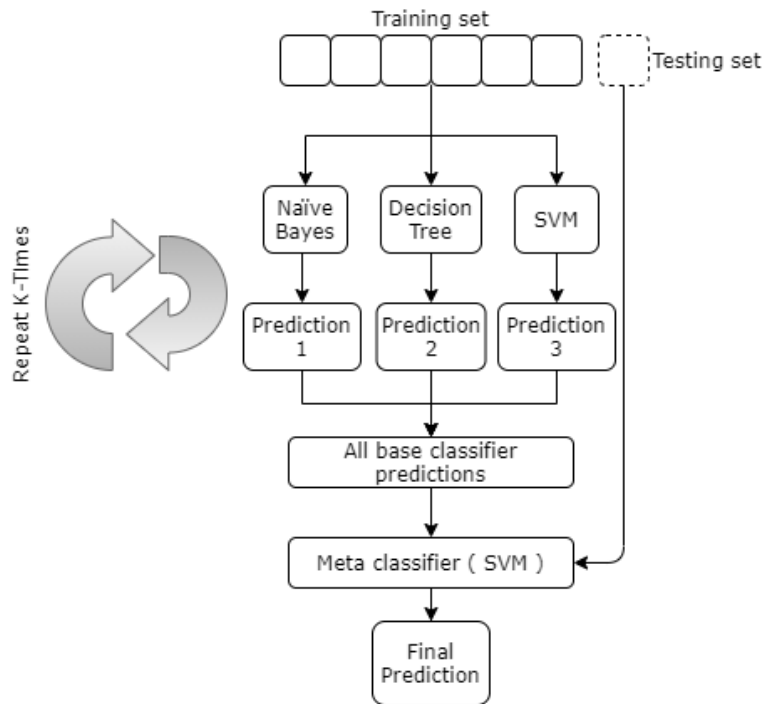 Training set
Testing set
Naïve
Bayes
Decision
Tree
SVM
Repeat K-TImes
Prediction
1
Prediction
2
Prediction
3
All base classifier
predictions
Meta classifier ( SVM )
Final
Prediction